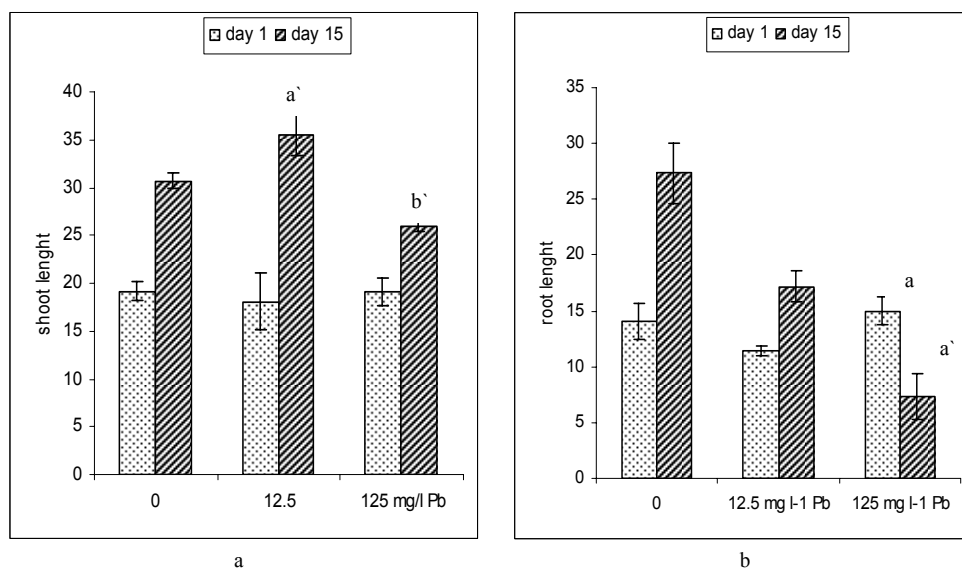 day 1 day 15
40
35
30
25
20
15
10
5
0
shoot lenght
a`
b`
0 12.5 125 mg/l Pb
a
day 1 day 15
35
30
25
20
15
10
5
0
root lenght
a
a`
0 12.5 mg l-1 Pb 125 mg l-1 Pb
b